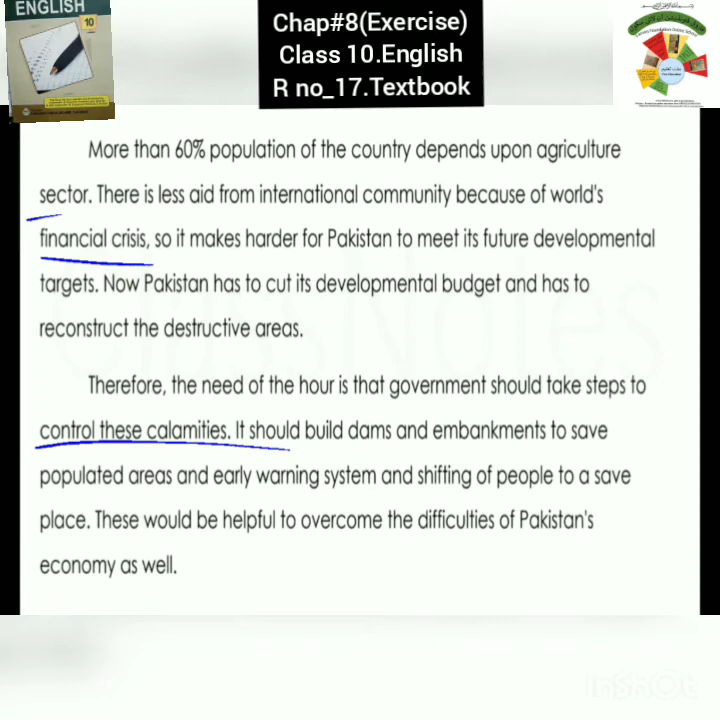 ENGLISH
10
Chap#8(Exercise)
Class 10.English
R no_17.Textbook
More than 60% population of the country depends upon agriculture
sector. There is less aid from international community because of world's
financial crisis, so it makes harder for Pakistan to meet its future developmental
targets. Now Pakistan has to cut its developmental budget and has to
reconstruct the destructive areas.
Therefore, the need of the hour is that government should take steps to
control these calamities. It should build dams and embankments to save
populated areas and early warning system and shifting of people to a save
place. These would be helpful to overcome the difficulties of Pakistan's
economy as well.
ClassNotes
InShOt